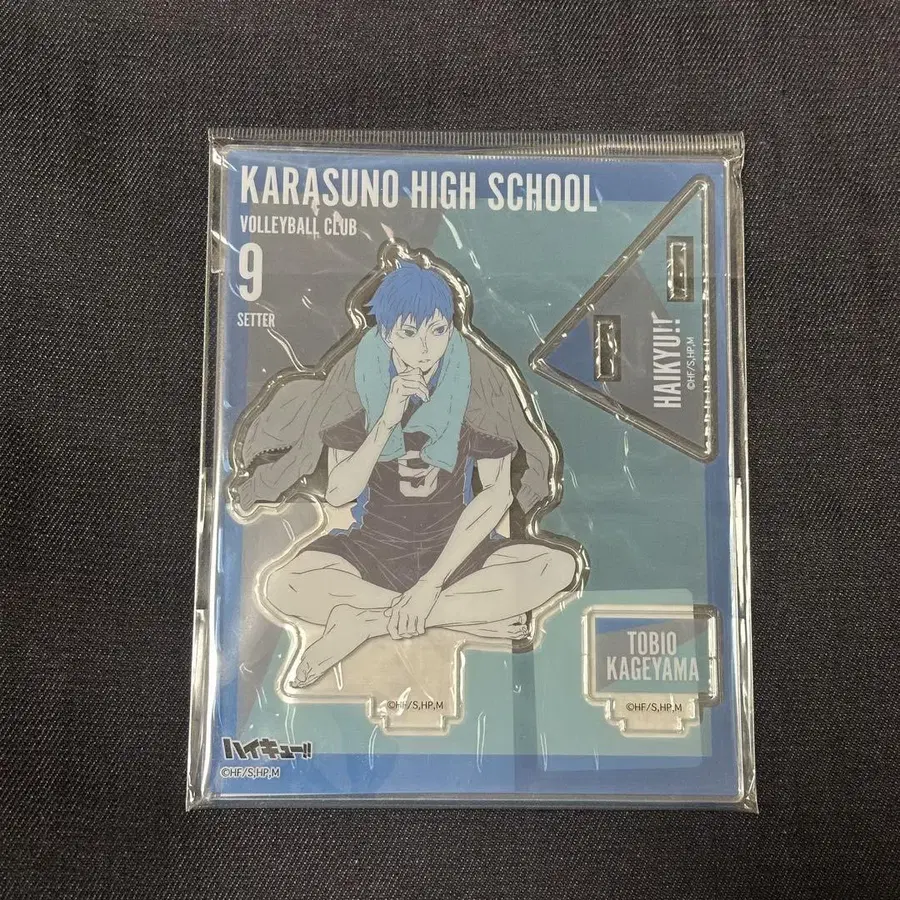 KARASUNO HIGH SCHOOL
VOLLEYBALL CLUB
9
SETTER
HAIKYU!!
©HF/S,HP,M
9
TOBIO
KAGEYAMA
©HF/S,HP,M
©HF/S,HP,M
ハイキュー!!
©HF/S,HP,M